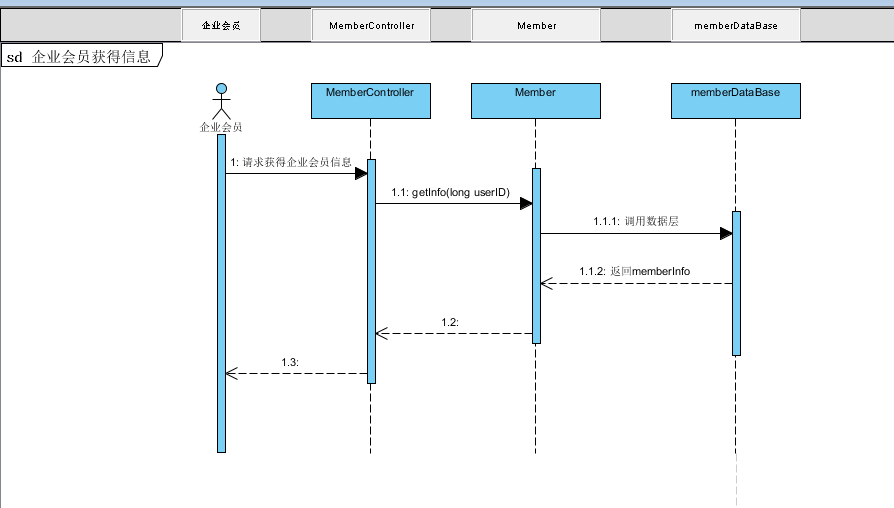 企业会员 MemberController Member memberDataBase
sd 企业会员获得信息
MemberController Member memberDataBase
企业会员
1: 请求获得企业会员信息
1.1: getInfo(long userID)
1.1.1: 调用数据层
1.1.2: 返回memberInfo
1.2:
1.3: